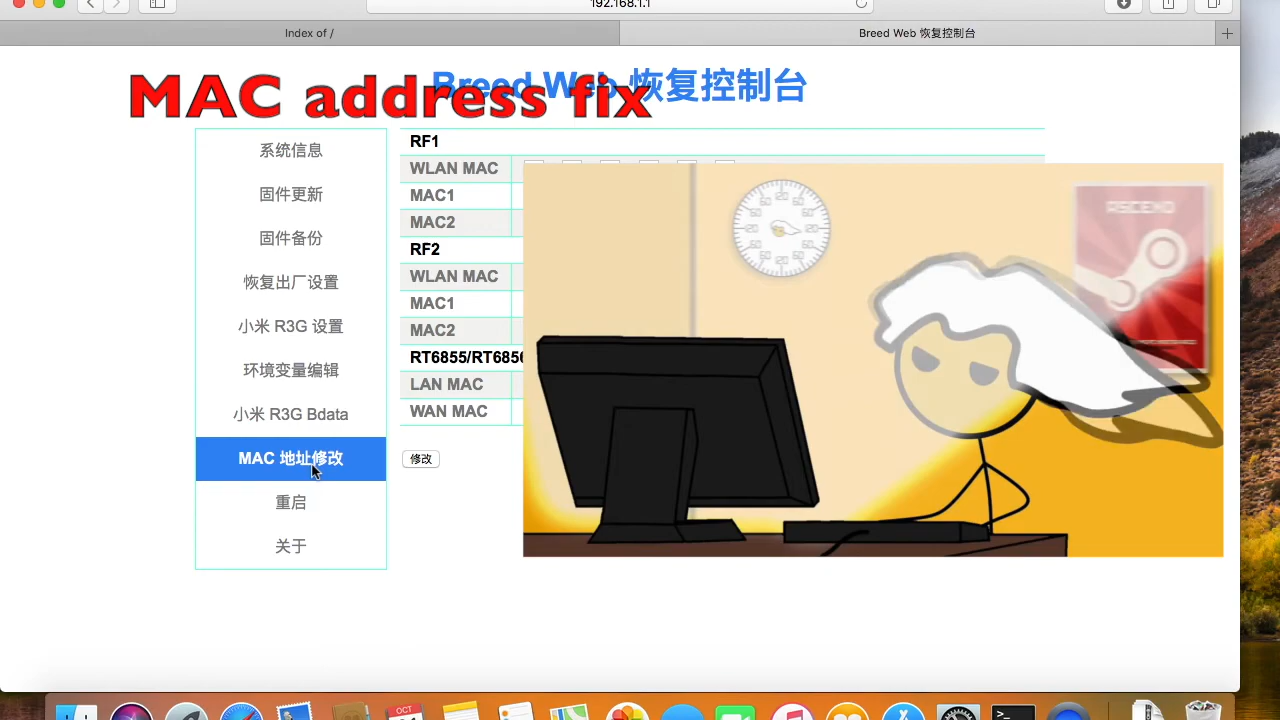 192.168.1.1
Index of /
Breed Web 恢复控制台
Breed Web 恢复控制台
MAC address fix
系统信息
固件更新
固件备份
恢复出厂设置
小米 R3G 设置
环境变量编辑
小米 R3G Bdata
MAC 地址修改
重启
关于
RF1
WLAN MAC
MAC1
MAC2
RF2
WLAN MAC
MAC1
MAC2
RT6855/RT6856
LAN MAC
WAN MAC
修改
ASCEND
OCT